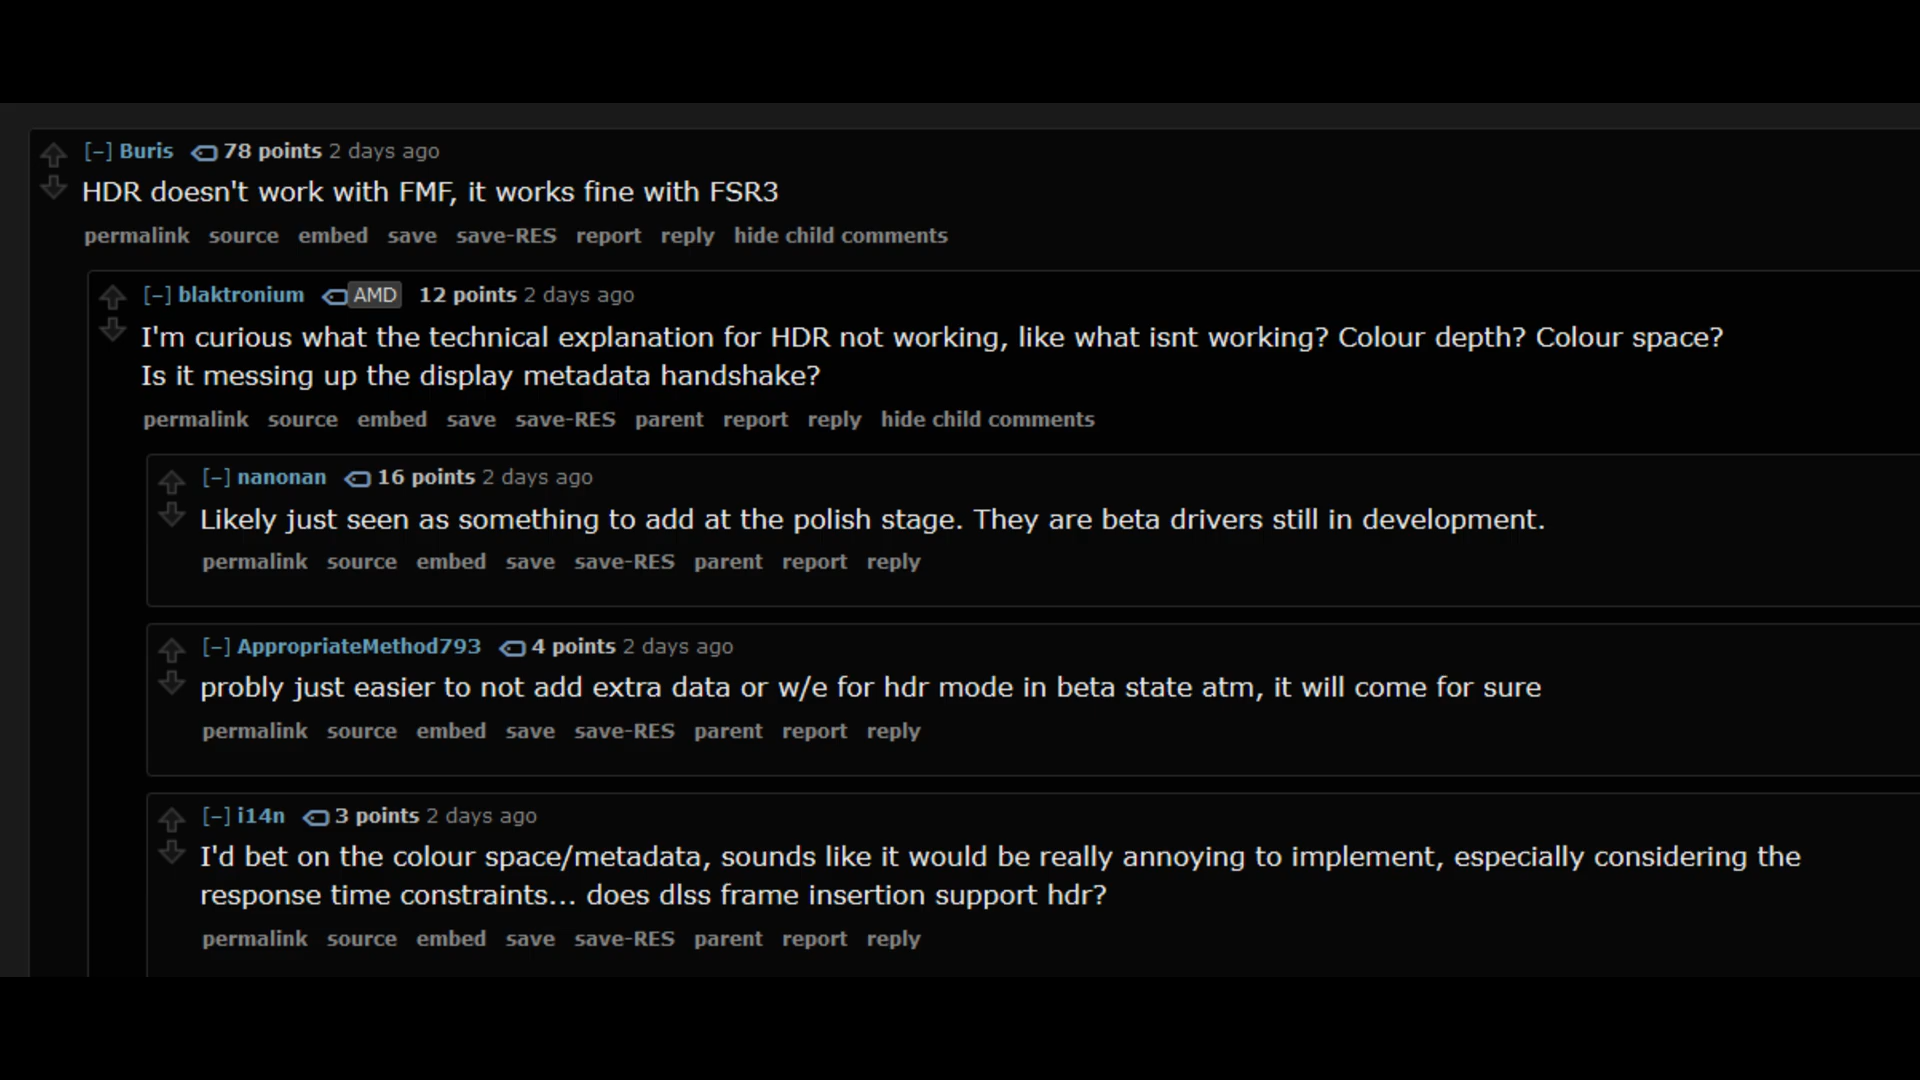 [–] Buris 78 points 2 days ago
HDR doesn't work with FMF, it works fine with FSR3
permalink source embed save save-RES report reply hide child comments
[–] blaktronium AMD 12 points 2 days ago
I'm curious what the technical explanation for HDR not working, like what isnt working? Colour depth? Colour space?
Is it messing up the display metadata handshake?
permalink source embed save save-RES parent report reply hide child comments
[–] nanonan 16 points 2 days ago
Likely just seen as something to add at the polish stage. They are beta drivers still in development.
permalink source embed save save-RES parent report reply
[–] AppropriateMethod793 4 points 2 days ago
probly just easier to not add extra data or w/e for hdr mode in beta state atm, it will come for sure
permalink source embed save save-RES parent report reply
[–] i14n 3 points 2 days ago
I'd bet on the colour space/metadata, sounds like it would be really annoying to implement, especially considering the
response time constraints... does dlss frame insertion support hdr?
permalink source embed save save-RES parent report reply